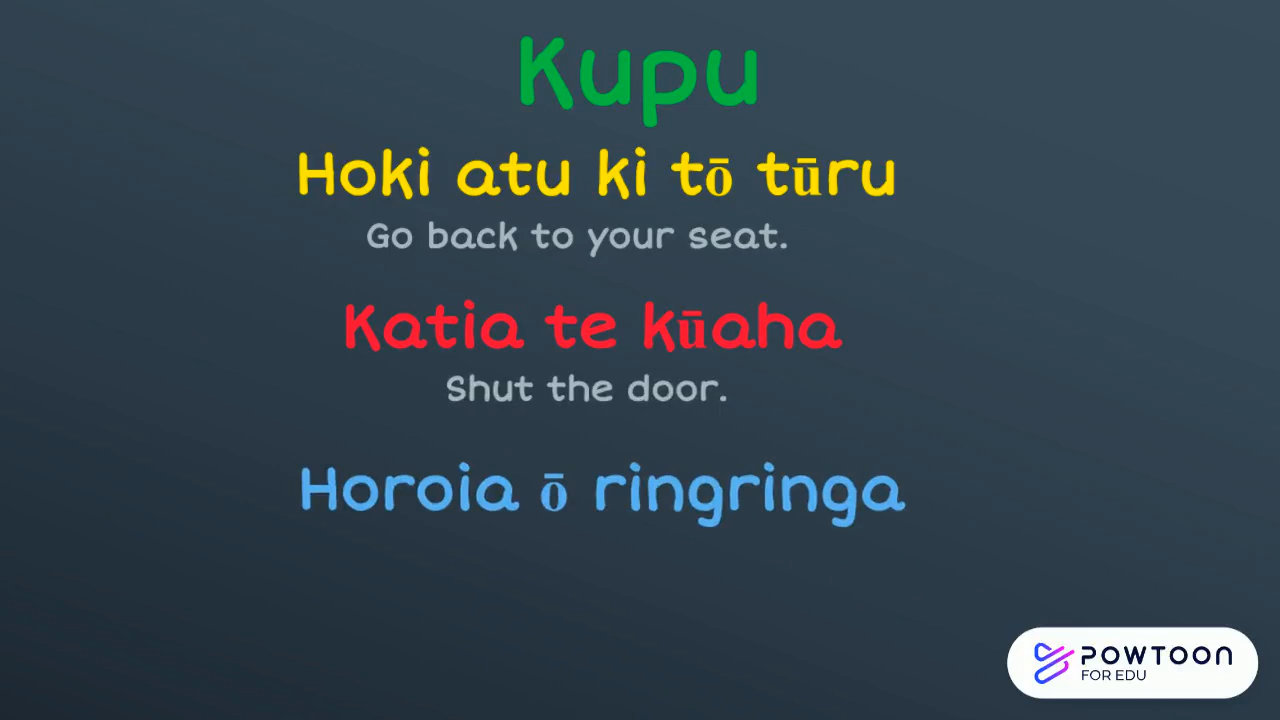 Kupu
Hoki atu ki tō tūru
Go back to your seat.
Katia te kūaha
Shut the door.
Horoia ō ringringa
POWTOON
FOR EDU